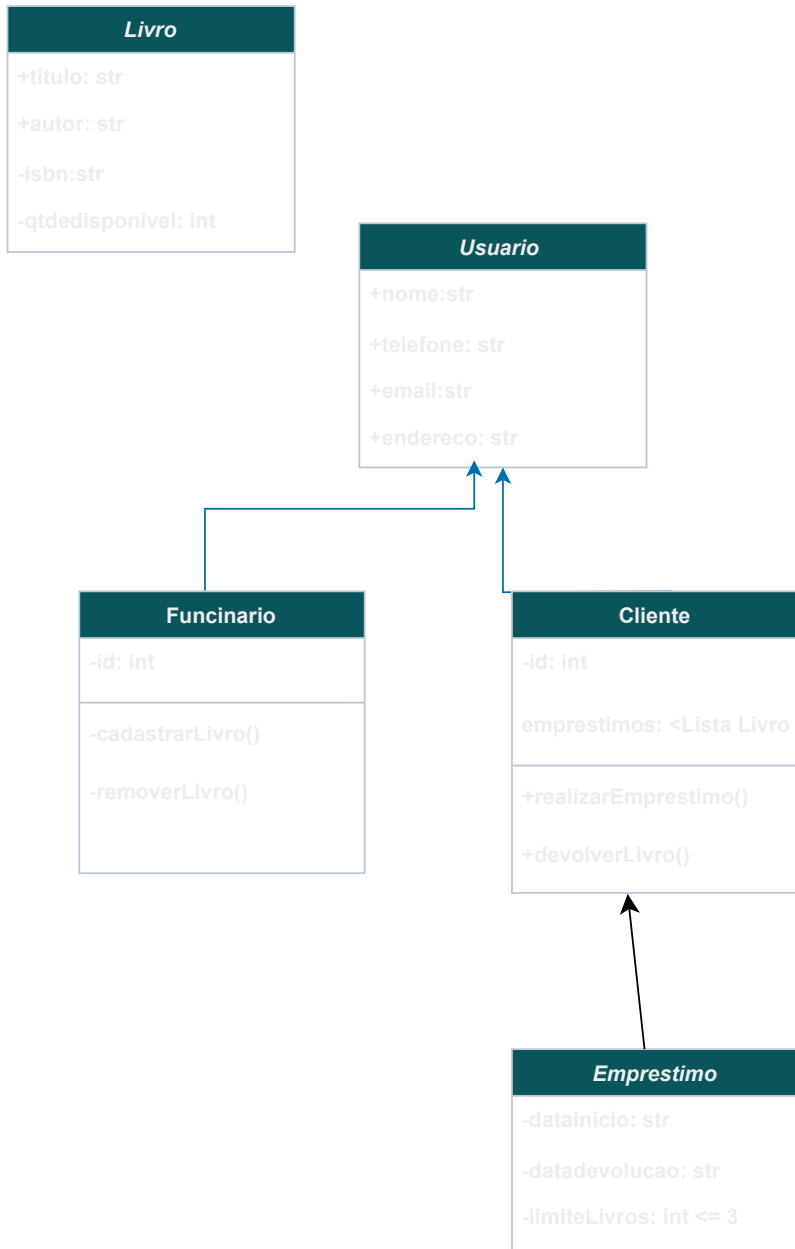 Livro
+titulo: str
+autor: str
-isbn:str
-qtdedisponivel: int
Usuario
+nome:str
+telefone: str
+email:str
+endereco: str
Funcinario
-id: int
-cadastrarLivro()
-removerLivro()
Cliente
-id: int
emprestimos: <Lista Livro
+realizarEmprestimo()
+devolverLivro()
Emprestimo
-datainicio: str
-datadevolucao: str
-limiteLivros: int <= 3